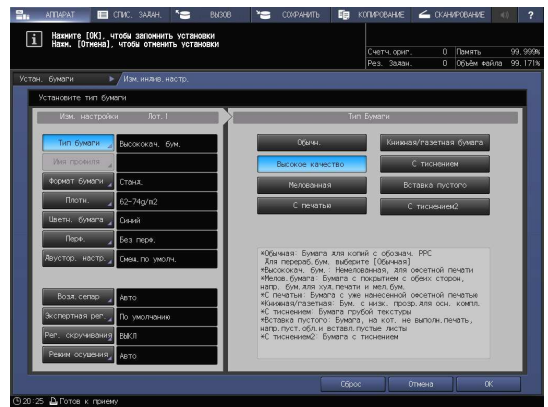 АППАРАТ
СПИС. ЗАДАН.
ВЫЗОВ
СОХРАНИТЬ
КОПИРОВАНИЕ
СКАНИРОВАНИЕ
?
Нажмите [ОК], чтобы запомнить установки
Нажм. [Отмена], чтобы отменить установки
Счетч. ориг. 0 Память 99,999%
Рез. Задан. 0 Объём файла 99.171%
Устан. бумаги
Изм. индив. настр.
Установите тип бумаги
Изм. настройки Лот.1
Тип Бумаги
Тип бумаги Высококач. бум.
Имя профиля
Формат бумаги Станд.
Плотн. 62-74g/m2
Цветн. бумага Синий
Перф. Без перф.
Двустор. настр. Смещ. по умолч.
Возд. сепар Авто
Экспертная рег. По умолчанию
Рег. скручивания ВЫКЛ
Режим осушения Авто
Обычн.
Книжная/газетная бумага
Высокое качество
С тиснением
Мелованная
Вставка пустого
С печатью
С тиснением2
*Обычная: Бумага для копий с обознач. PPC
Для перераб.бум. выберите [Обычная]
*Высококач. бум.: Немелованная, для офсетной печати
*Мелов.бумага: Бумага с покрытием с обеих сторон,
напр. бум.для худ.печати и мел.бум.
*С печатью: Бумага с уже нанесенной офсетной печатью
*Книжная/газетная: Бум. с низк. прозр.для осн. компл.
*С тиснением: Бумага грубой текстуры
*Вставка пустого: Бумага, на кот. не выполн.печать,
напр.пуст.обл.и вставл.пустые листы
*С тиснением2: Бумага с тиснением
Сброс
Отмена
ОК
20:25 Готов к приему